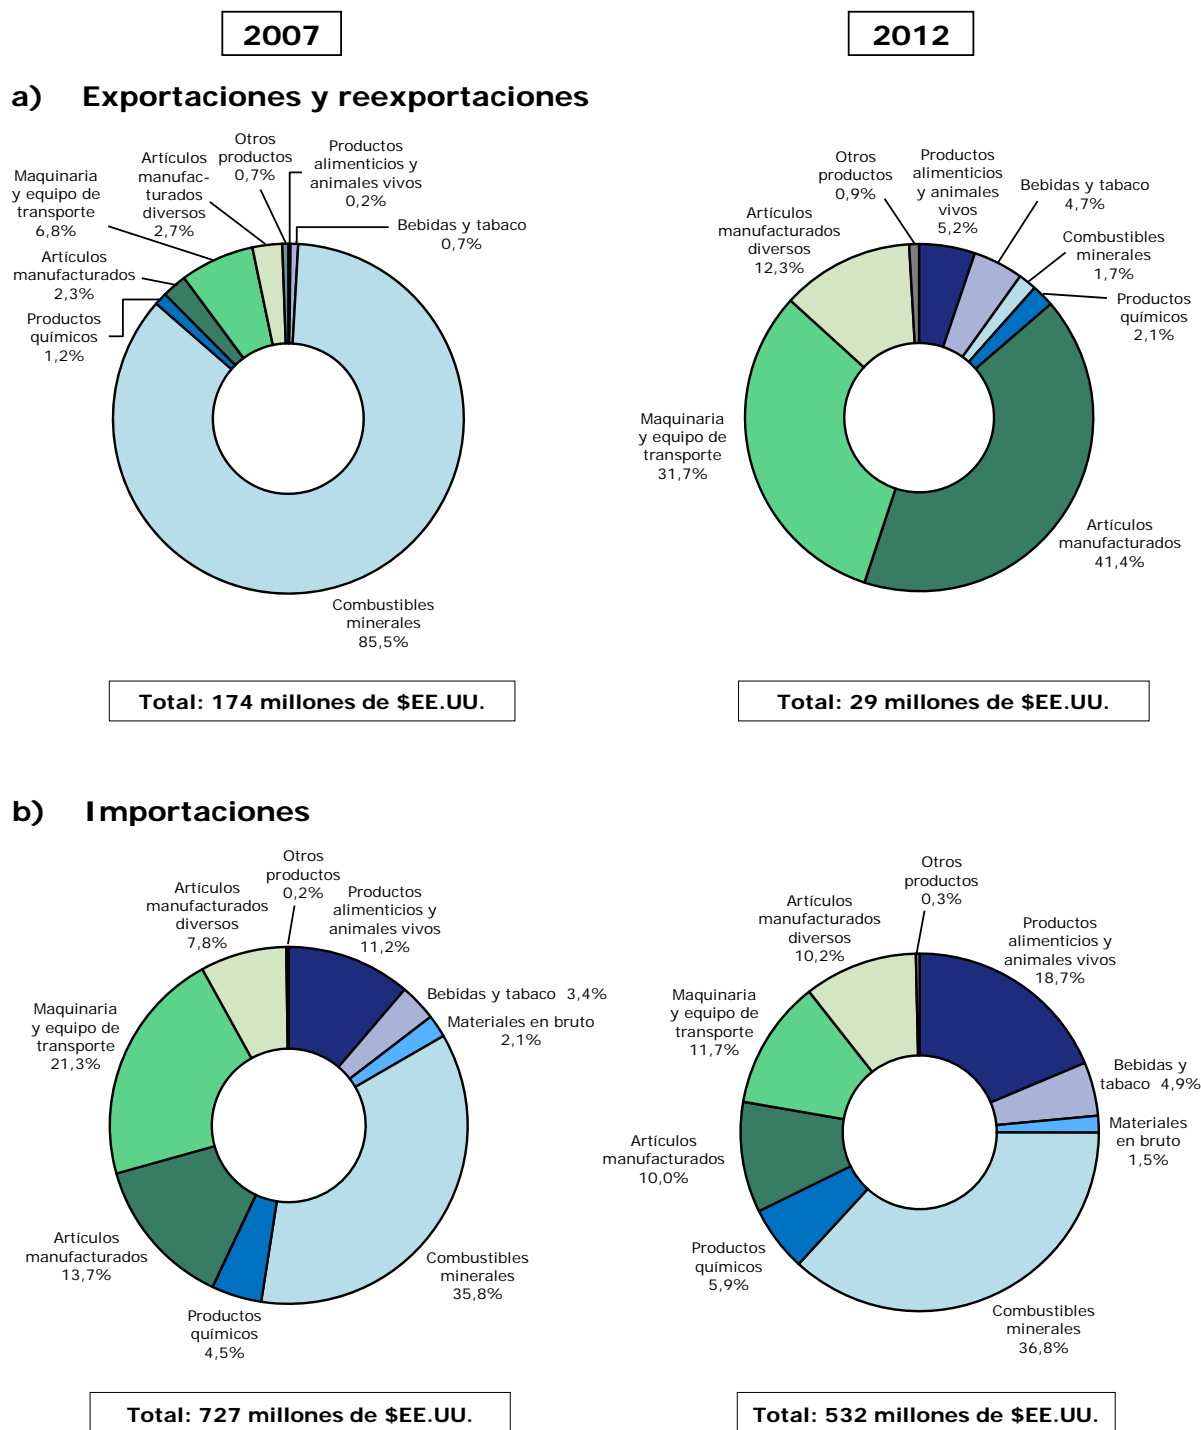 2007
2012
a) Exportaciones y reexportaciones
Otros
productos
0,7%
Productos
alimenticios y
animales vivos
0,2%
Bebidas y tabaco
0,7%
Artículos
manufac-
turados
diversos
2,7%
Maquinaria
y equipo de
transporte
6,8%
Artículos
manufacturados
2,3%
Productos
químicos
1,2%
Combustibles
minerales
85,5%
Total: 174 millones de $EE.UU.
Otros
productos
0,9%
Productos
alimenticios
y animales
vivos
5,2%
Bebidas y tabaco
4,7%
Combustibles
minerales
1,7%
Productos
químicos
2,1%
Artículos
manufacturados
diversos
12,3%
Maquinaria
y equipo de
transporte
31,7%
Artículos
manufacturados
41,4%
Total: 29 millones de $EE.UU.
b) Importaciones
Otros
productos
0,2%
Productos
alimenticios y
animales vivos
11,2%
Artículos
manufacturados
diversos
7,8%
Bebidas y tabaco 3,4%
Materiales en bruto
2,1%
Maquinaria
y equipo de
transporte
21,3%
Artículos
manufacturados
13,7%
Combustibles
minerales
35,8%
Productos
químicos
4,5%
Total: 727 millones de $EE.UU.
Otros
productos
0,3%
Artículos
manufacturados
diversos
10,2%
Productos
alimenticios y
animales vivos
18,7%
Maquinaria
y equipo de
transporte
11,7%
Bebidas y
tabaco 4,9%
Materiales
en bruto
1,5%
Artículos
manufacturados
10,0%
Productos
químicos
5,9%
Combustibles
minerales
36,8%
Total: 532 millones de $EE.UU.